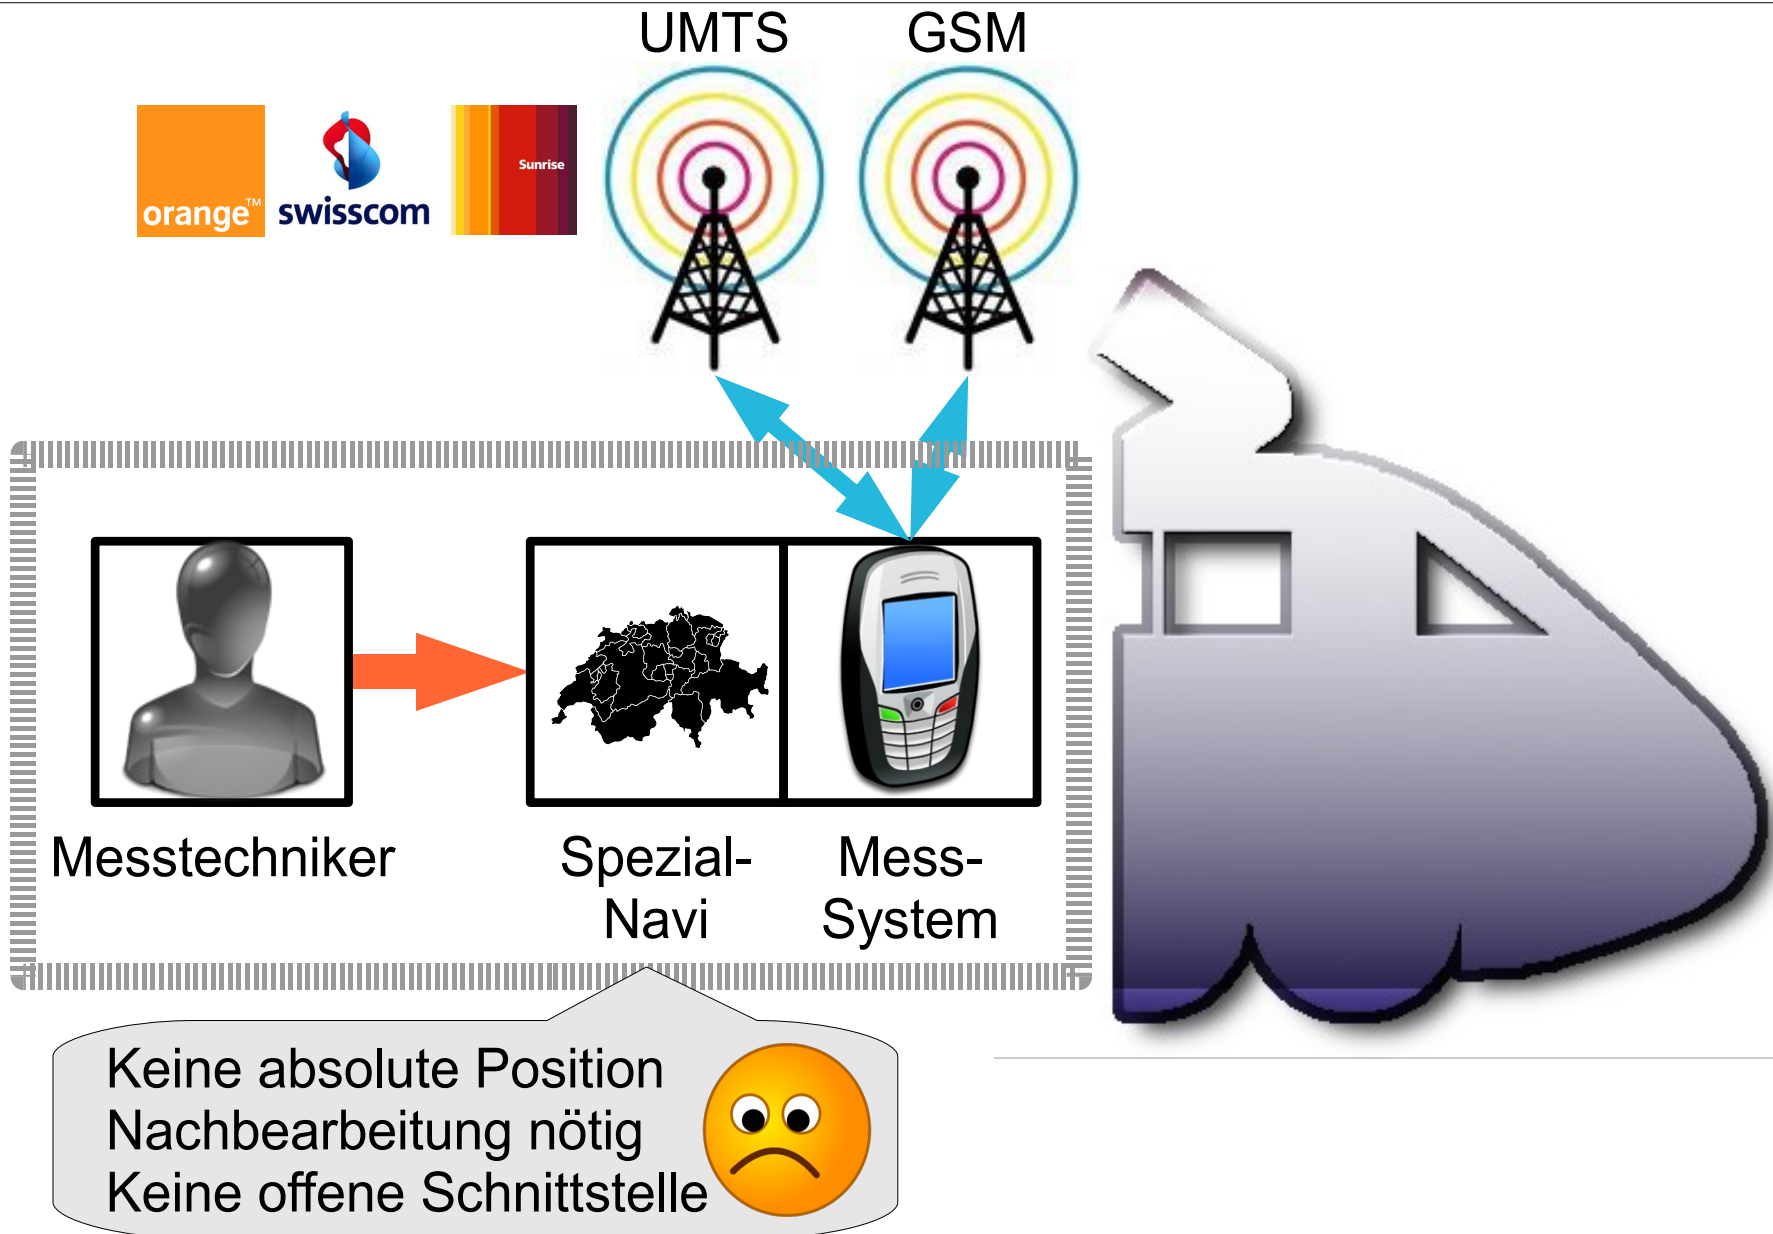 UMTS
GSM
orange™
swisscom
Sunrise
Messtechniker
Spezial-
Navi
Mess-
System
Keine absolute Position
Nachbearbeitung nötig
Keine offene Schnittstelle